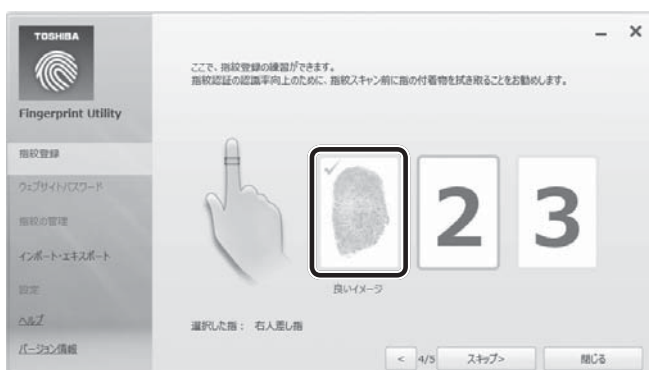 TOSHIBA
Fingerprint Utility
指紋登録
ウェブサイトパスワード
指紋の管理
インポート・エキスポート
設定
ヘルプ
バージョン情報
ここで、指紋登録の練習ができます。
指紋認証の認識率向上のために、指紋スキャン前に指の付着物を拭き取ることをお勧めします。
2
3
良いイメージ
選択した指： 右人差し指
< 4/5 スキップ> 閉じる